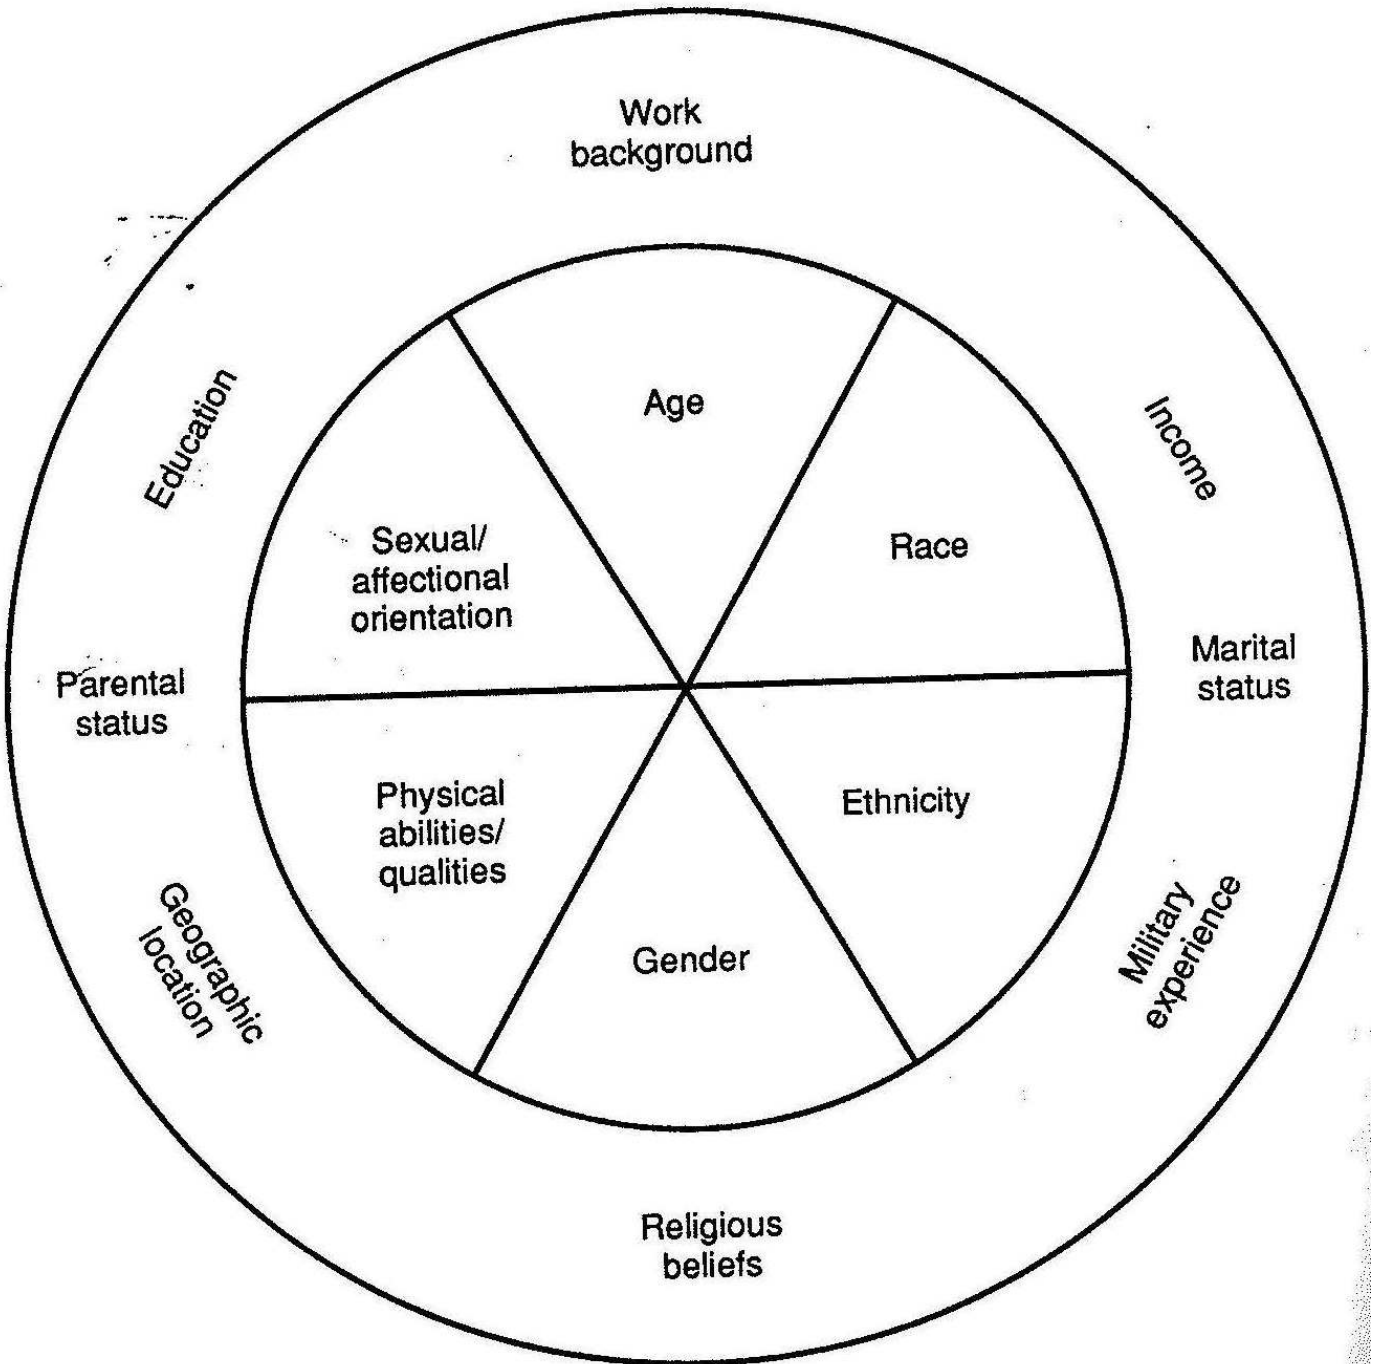 Work
background
Education
Income
Age
Sexual/
affectional
orientation
Race
Parental
status
Marital
status
Physical
abilities/
qualities
Ethnicity
Geographic
location
Gender
Military
experience
Religious
beliefs